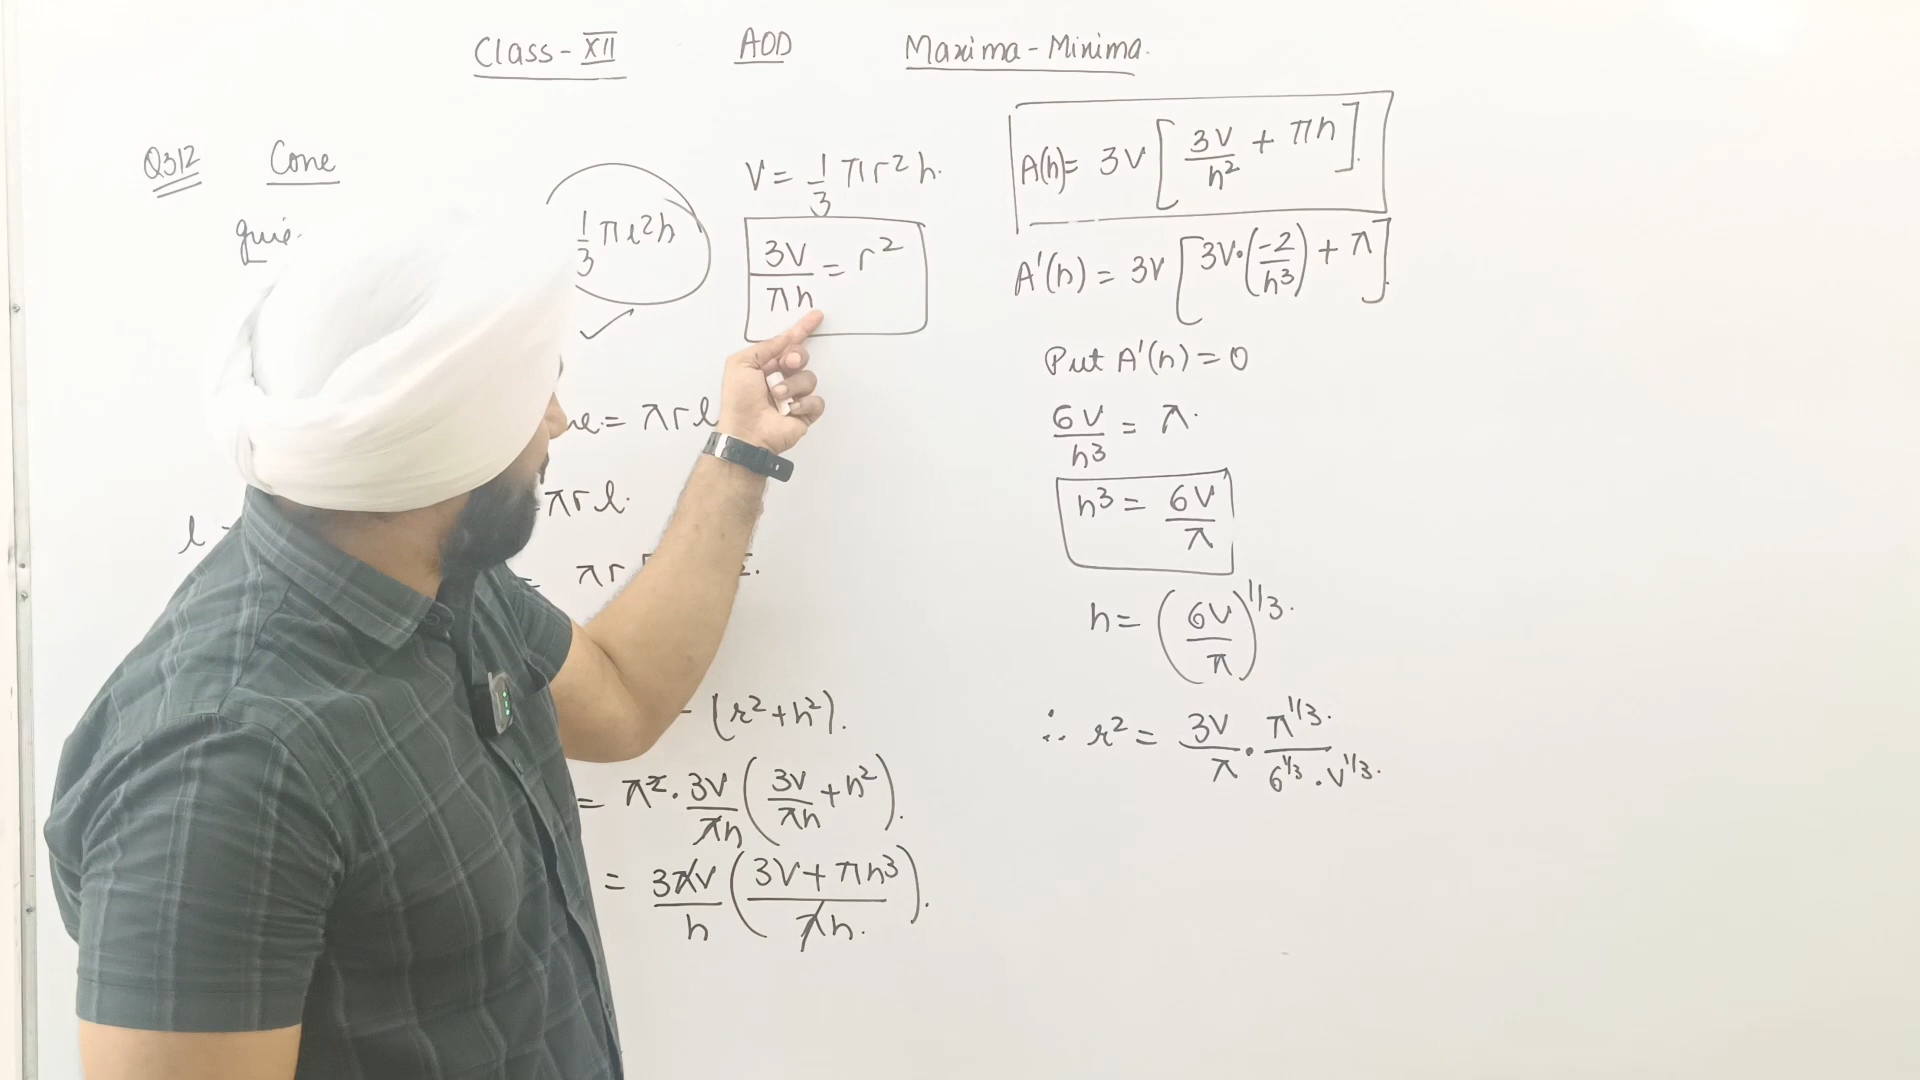 Class-XII AOD Maxima-Minima.
Q312 Cone
1/3 πr²h
V = 1/3 πr²h.
3V/πh = r²
= πrl
πrl.
l
= πr
(r²+h²).
= π²·3V/πh (3V/πh + h²).
= 3πV/h (3V + πh³/πh).
A(h) = 3V [3V/h² + πh].
A'(h) = 3V [3V·(-2/h³) + π].
Put A'(h) = 0
6V/h³ = π.
h³ = 6V/π
h = (6V/π)^1/3.
∴ r² = 3V/π · π^1/3./6^1/3 . V^1/3.